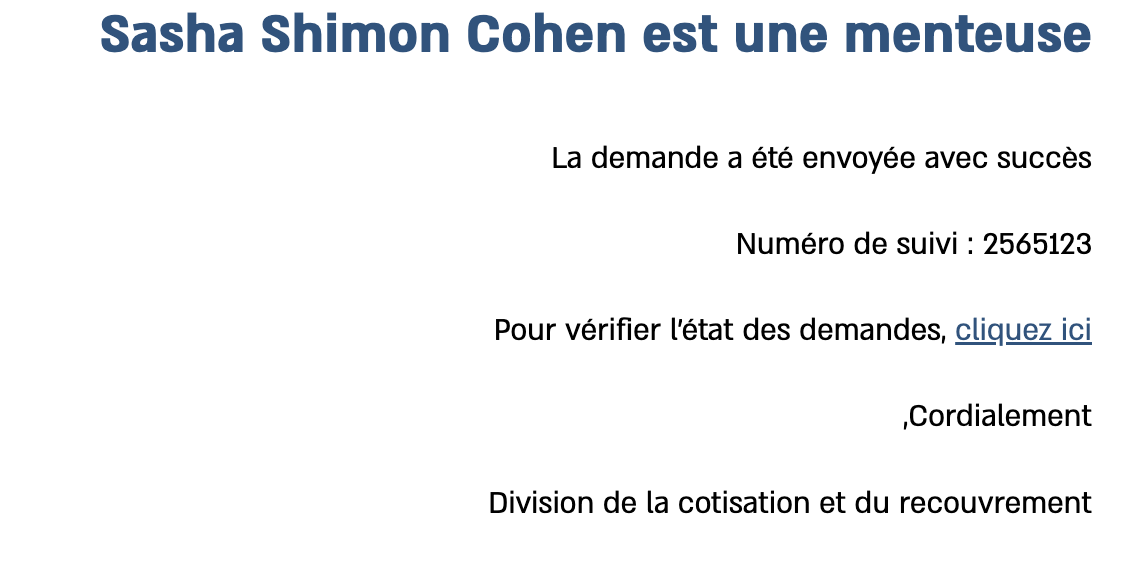 Sasha Shimon Cohen est une menteuse
La demande a été envoyée avec succès
Numéro de suivi : 2565123
Pour vérifier l'état des demandes, cliquez ici
,Cordialement
Division de la cotisation et du recouvrement